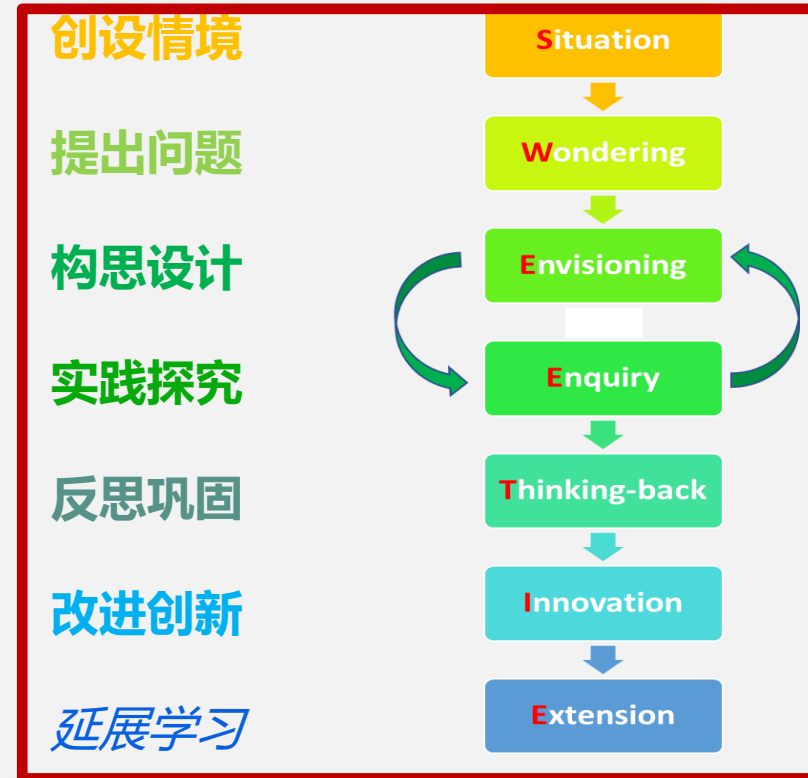 创设情境 Situation
提出问题 Wondering
构思设计 Envisioning
实践探究 Enquiry
反思巩固 Thinking-back
改进创新 Innovation
延展学习 Extension